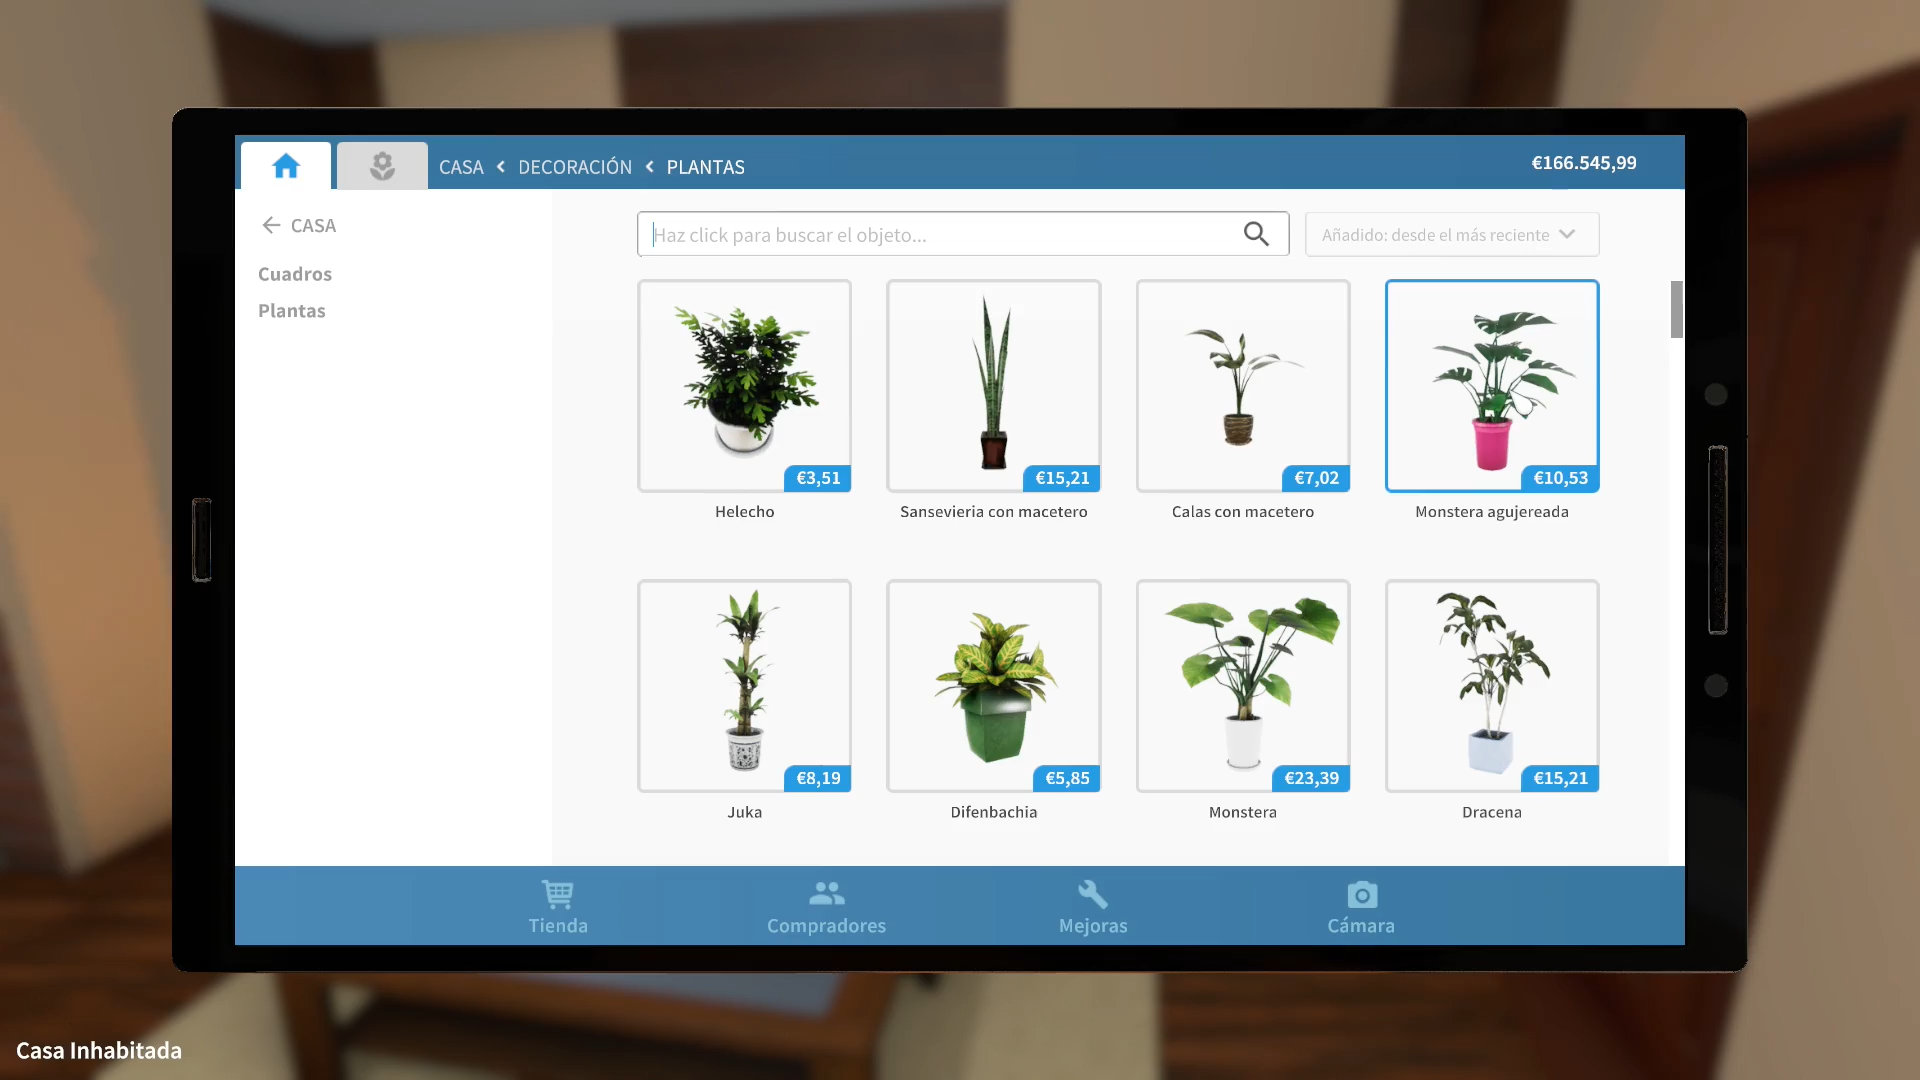 CASA < DECORACIÓN < PLANTAS
€166.545,99
CASA
Cuadros
Plantas
Haz click para buscar el objeto...
Añadido: desde el más reciente
€3,51
€15,21
€7,02
€10,53
Helecho
Sansevieria con macetero
Calas con macetero
Monstera agujereada
€8,19
€5,85
€23,39
€15,21
Juka
Difenbachia
Monstera
Dracena
Tienda
Compradores
Mejoras
Cámara
Casa Inhabitada